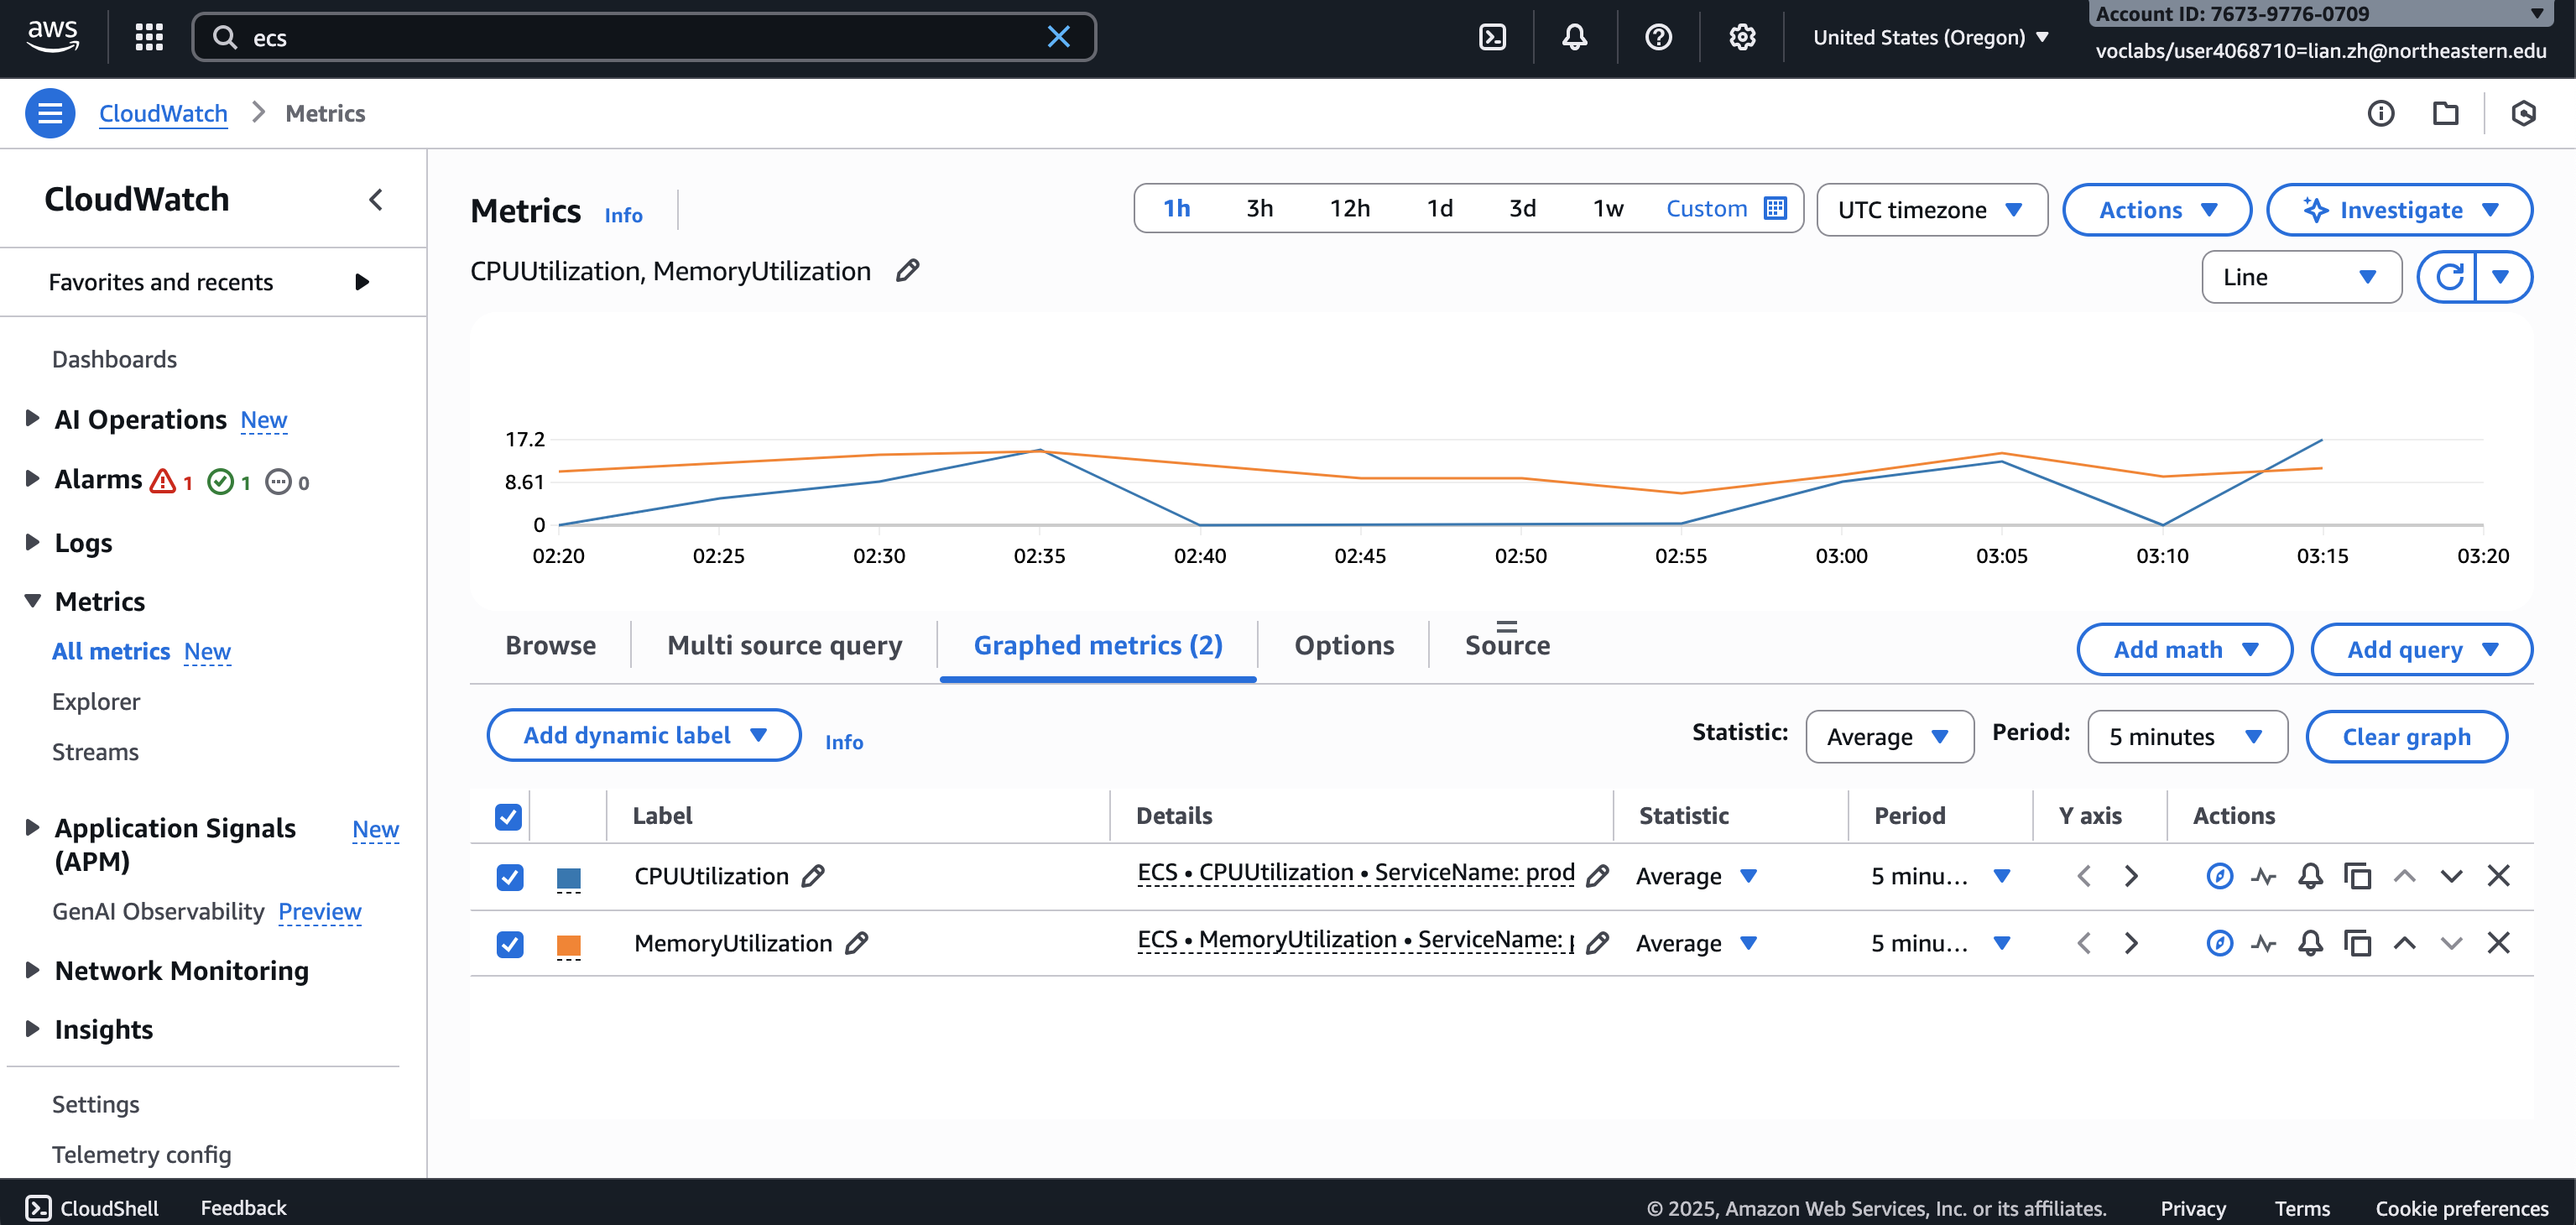 aws
ecs
United States (Oregon)
Account ID: 7673-9776-0709
voclabs/user4068710=lian.zh@northeastern.edu
CloudWatch
Metrics
CloudWatch
Favorites and recents
Dashboards
AI Operations New
Alarms 1 1 0
Logs
Metrics
All metrics New
Explorer
Streams
Application Signals New
(APM)
GenAI Observability Preview
Network Monitoring
Insights
Settings
Telemetry config
Metrics Info
1h 3h 12h 1d 3d 1w Custom
UTC timezone
Actions
Investigate
CPUUtilization, MemoryUtilization
Line
17.2
8.61
0
02:20 02:25 02:30 02:35 02:40 02:45 02:50 02:55 03:00 03:05 03:10 03:15 03:20
Browse Multi source query Graphed metrics (2) Options Source
Add math Add query
Add dynamic label Info
Statistic: Average Period: 5 minutes Clear graph
Label Details Statistic Period Y axis Actions
CPUUtilization ECS • CPUUtilization • ServiceName: prod Average 5 minu...
MemoryUtilization ECS • MemoryUtilization • ServiceName: Average 5 minu...
CloudShell Feedback
© 2025, Amazon Web Services, Inc. or its affiliates. Privacy Terms Cookie preferences